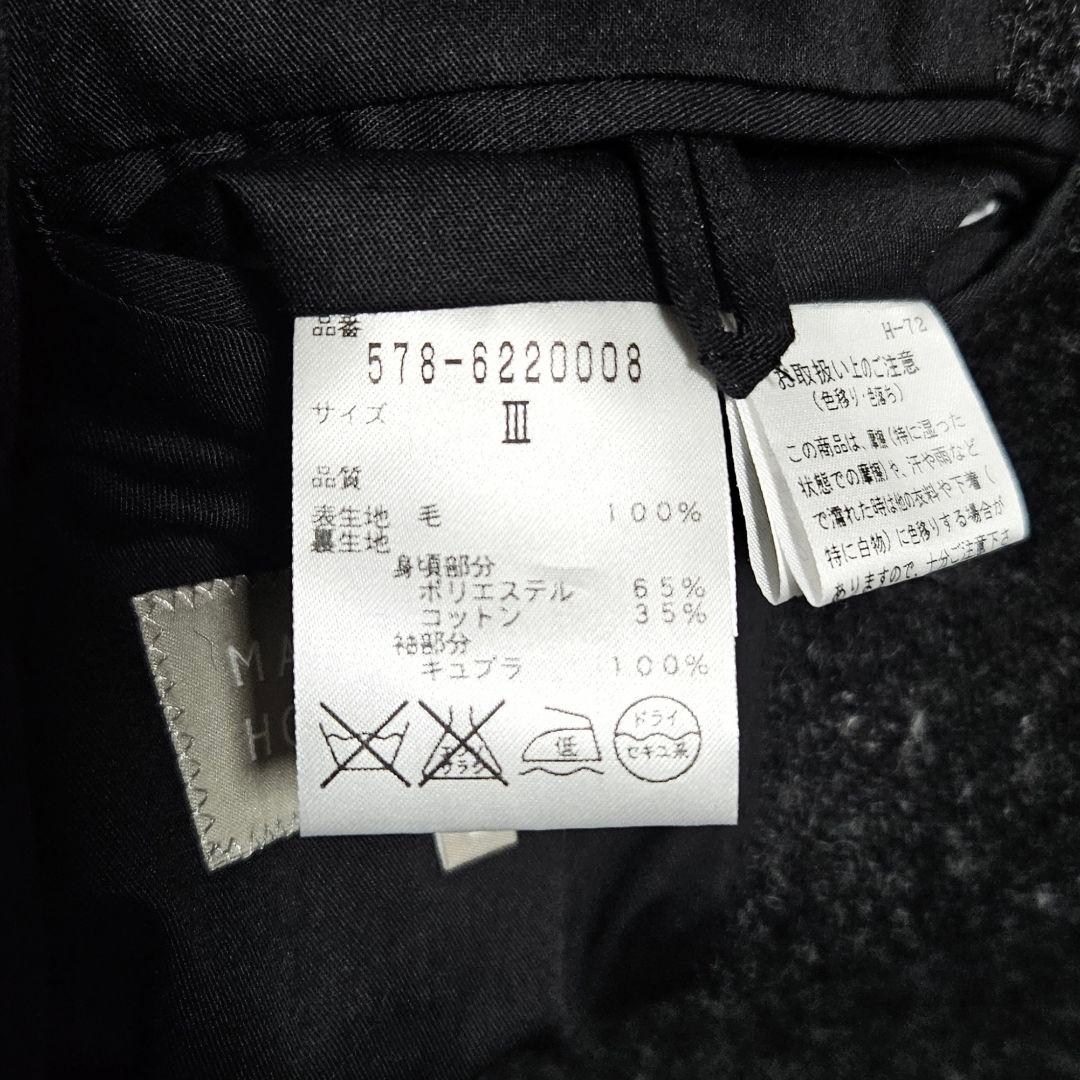 品番
578-6220008
サイズ
III
品質
表生地 毛 100%
裏生地
身頃部分
ポリエステル 65%
コットン 35%
袖部分
キュプラ 100%
低
ドライ
セキユ系
H-72
お取扱い上のご注意
(色移り・色落ち)
この商品は、摩擦(特に湿った
状態での摩擦)や、汗や雨など
で濡れた時は他の衣料や下着(
特に白物)に色移りする場合が
ありますので、十分ご注意下さ
MA
HO